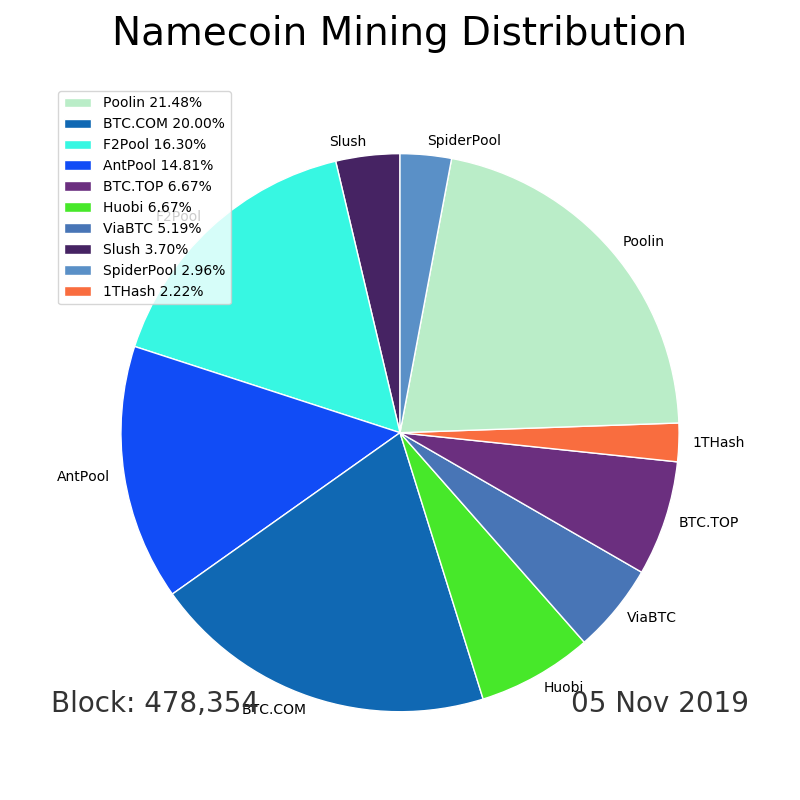 Namecoin Mining Distribution
Poolin 21.48%
BTC.COM 20.00%
F2Pool 16.30%
AntPool 14.81%
BTC.TOP 6.67%
Huobi 6.67%
ViaBTC 5.19%
Slush 3.70%
SpiderPool 2.96%
1THash 2.22%
Slush
SpiderPool
F2Pool
Poolin
1THash
AntPool
BTC.TOP
ViaBTC
Huobi
BTC.COM
Block: 478,354
05 Nov 2019